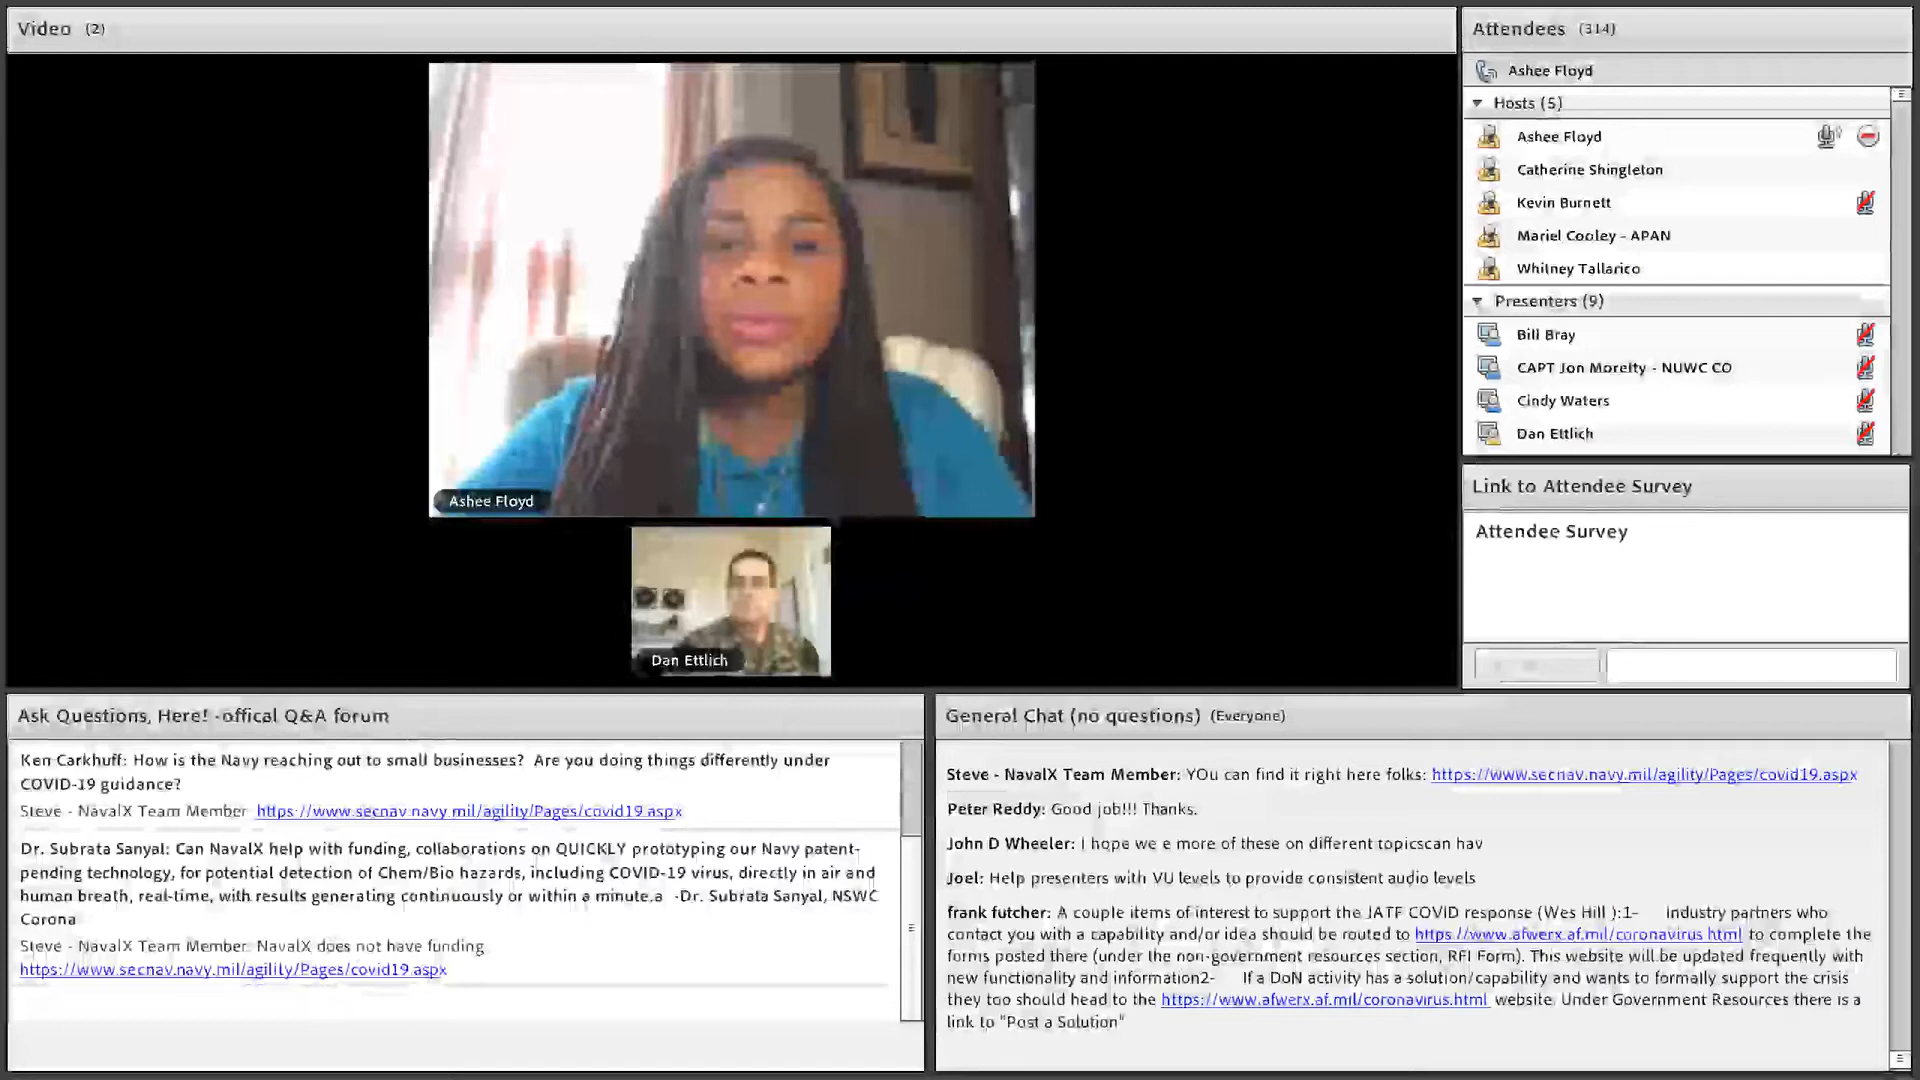 Video (2)
Ashee Floyd
Dan Ettlich
Attendees (314)
Ashee Floyd
Hosts (5)
Ashee Floyd
Catherine Shingleton
Kevin Burnett
Mariel Cooley - APAN
Whitney Tallarico
Presenters (9)
Bill Bray
CAPT Jon Moreity - NUWC CO
Cindy Waters
Dan Ettlich
Link to Attendee Survey
Attendee Survey
Ask Questions, Here! -offical Q&A forum
Ken Carkhuff: How is the Navy reaching out to small businesses? Are you doing things differently under
COVID-19 guidance?
Steve - NavalX Team Member: https://www.secnav.navy.mil/agility/Pages/covid19.aspx
Dr. Subrata Sanyal: Can NavalX help with funding, collaborations on QUICKLY prototyping our Navy patent-
pending technology, for potential detection of Chem/Bio hazards, including COVID-19 virus, directly in air and
human breath, real-time, with results generating continuously or within a minute.a -Dr. Subrata Sanyal, NSWC
Corona
Steve - NavalX Team Member: NavalX does not have funding
https://www.secnav.navy.mil/agility/Pages/covid19.aspx
General Chat (no questions) (Everyone)
Steve - NavalX Team Member: YOu can find it right here folks: https://www.secnav.navy.mil/agility/Pages/covid19.aspx
Peter Reddy: Good job!!! Thanks.
John D Wheeler: I hope we e more of these on different topicscan hav
Joel: Help presenters with VU levels to provide consistent audio levels
frank futcher: A couple items of interest to support the JATF COVID response (Wes Hill ):1- Industry partners who
contact you with a capability and/or idea should be routed to https://www.afwerx.af.mil/coronavirus.html to complete the
forms posted there (under the non-government resources section, RFI Form). This website will be updated frequently with
new functionality and information2- If a DoN activity has a solution/capability and wants to formally support the crisis
they too should head to the https://www.afwerx.af.mil/coronavirus.html website. Under Government Resources there is a
link to "Post a Solution"